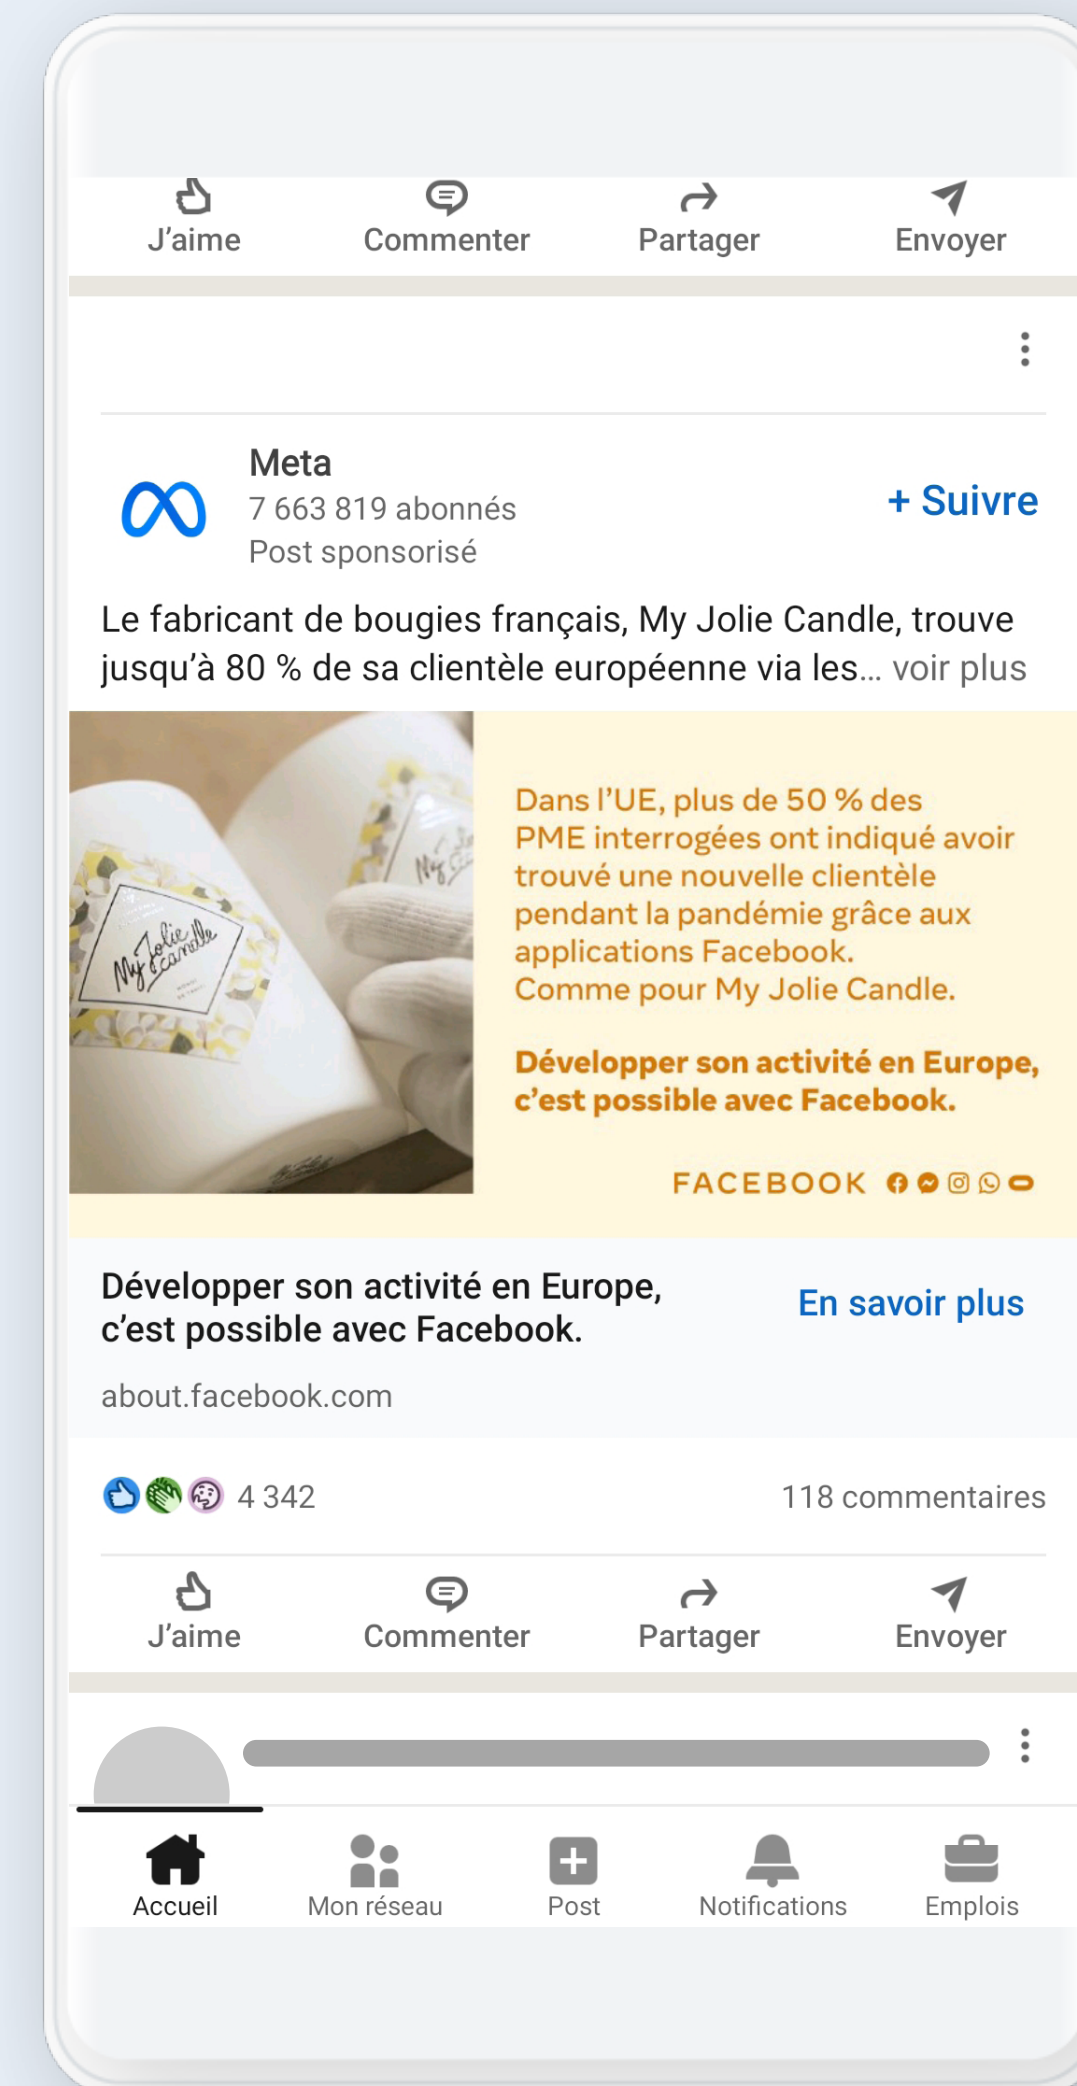 J’aime Commenter Partager Envoyer
Meta
7 663 819 abonnés
+ Suivre
Post sponsorisé
Le fabricant de bougies français, My Jolie Candle, trouve
jusqu’à 80 % de sa clientèle européenne via les... voir plus
My Jolie
candle
My Jo
Dans l’UE, plus de 50 % des
PME interrogées ont indiqué avoir
trouvé une nouvelle clientèle
pendant la pandémie grâce aux
applications Facebook.
Comme pour My Jolie Candle.
Développer son activité en Europe,
c’est possible avec Facebook.
FACEBOOK
Développer son activité en Europe,
c’est possible avec Facebook.
En savoir plus
about.facebook.com
4 342
118 commentaires
J’aime Commenter Partager Envoyer
Accueil Mon réseau Post Notifications Emplois